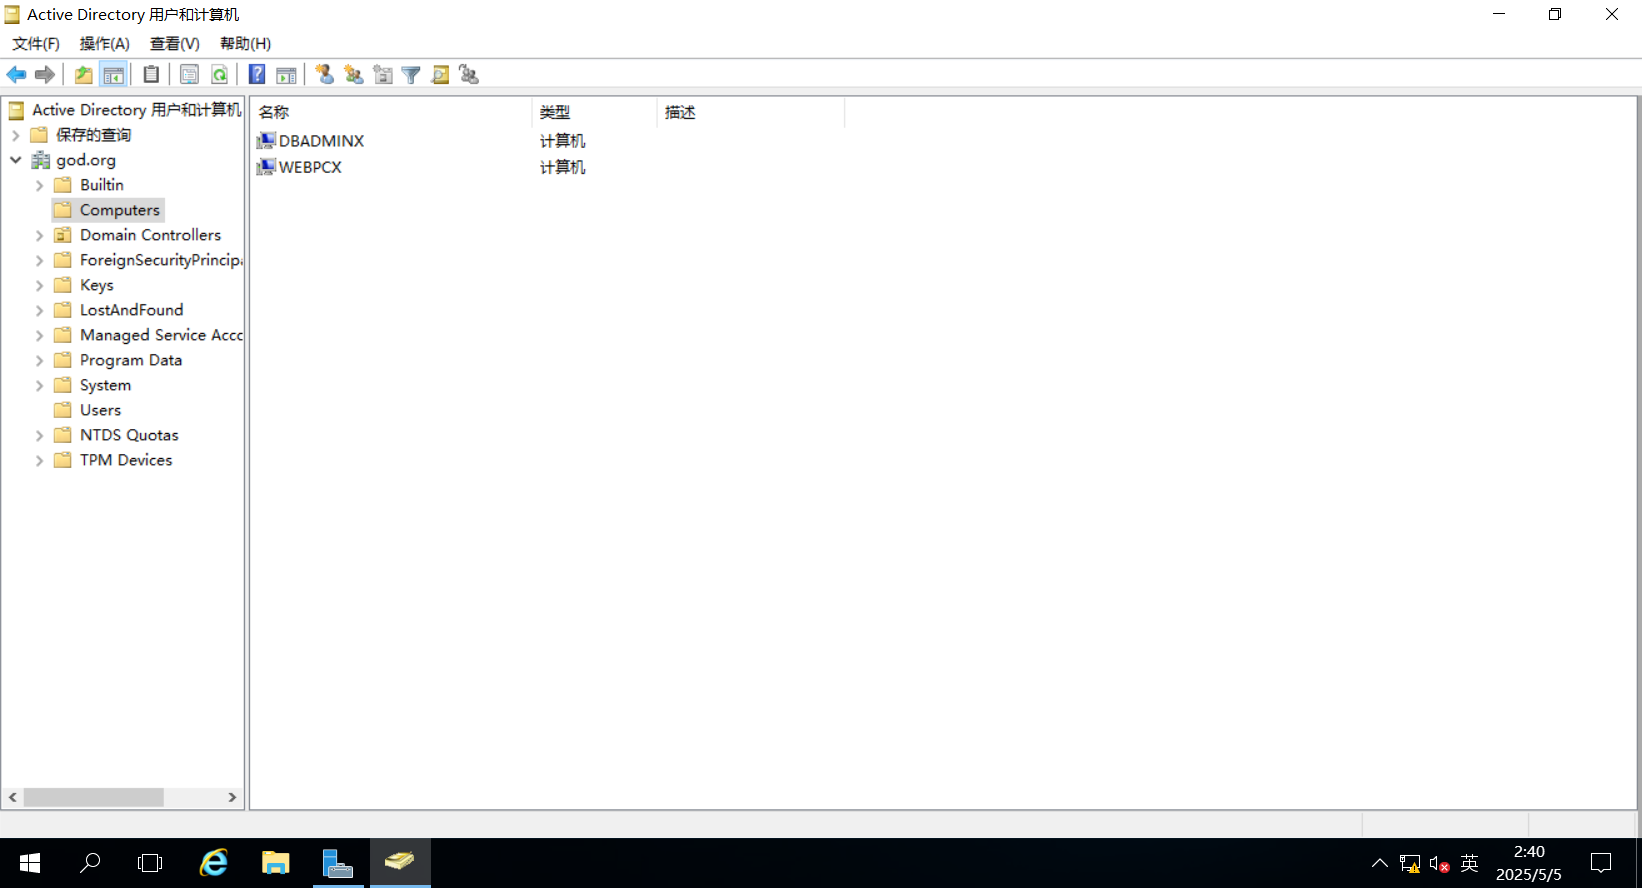 Active Directory 用户和计算机
文件(F) 操作(A) 查看(V) 帮助(H)
Active Directory 用户和计算机
保存的查询
god.org
Builtin
Computers
Domain Controllers
ForeignSecurityPrincipa
Keys
LostAndFound
Managed Service Acco
Program Data
System
Users
NTDS Quotas
TPM Devices
名称 类型 描述
DBADMINX 计算机
WEBPCX 计算机
英
2:40
2025/5/5